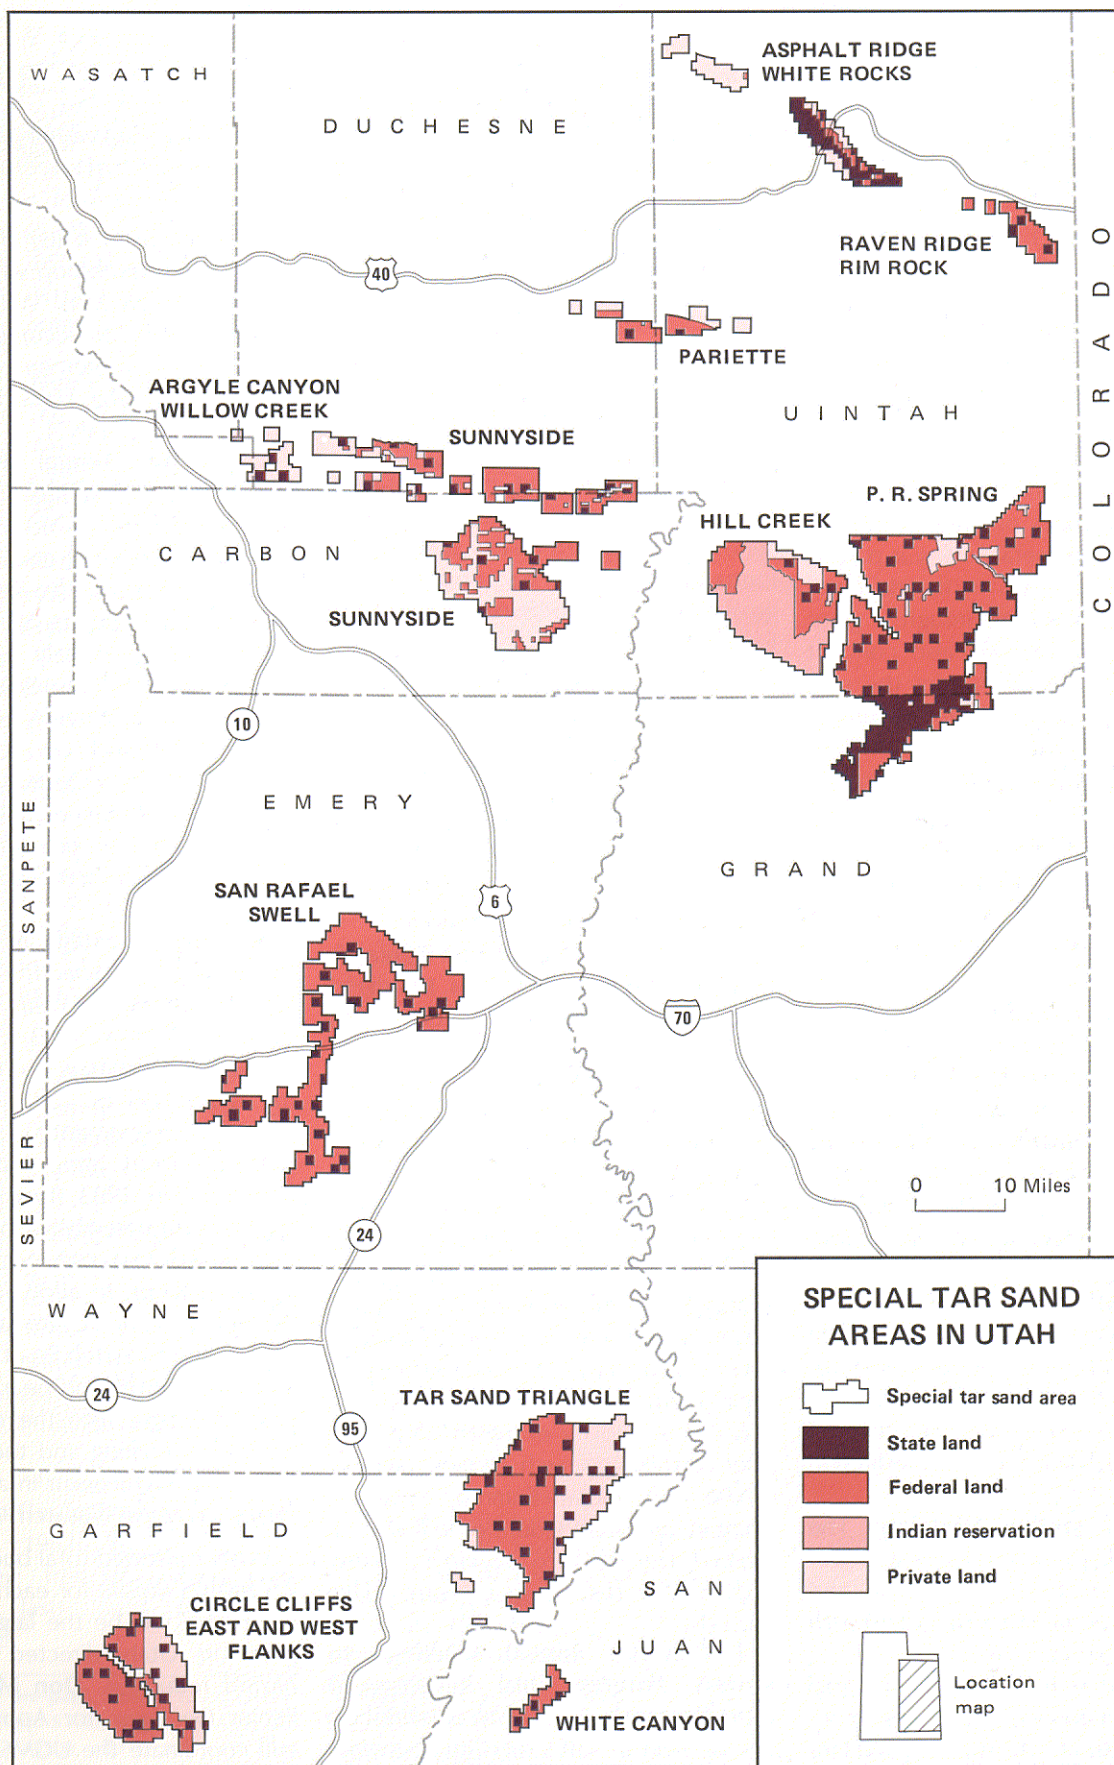 WASATCH
DUCHESNE
ASPHALT RIDGE
WHITE ROCKS
RAVEN RIDGE
RIM ROCK
COLORADO
40
PARIETTE
ARGYLE CANYON
WILLOW CREEK
SUNNYSIDE
UINTAH
P. R. SPRING
HILL CREEK
CARBON
SUNNYSIDE
10
EMERY
SANPETE
GRAND
SAN RAFAEL
SWELL
6
70
SEVIER
0 10 Miles
24
WAYNE
24
TAR SAND TRIANGLE
95
GARFIELD
SAN
JUAN
CIRCLE CLIFFS
EAST AND WEST
FLANKS
WHITE CANYON
SPECIAL TAR SAND
AREAS IN UTAH
Special tar sand area
State land
Federal land
Indian reservation
Private land
Location
map